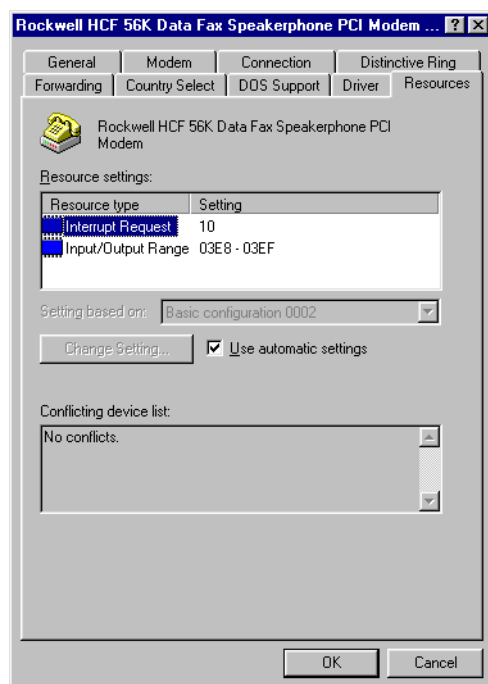 Rockwell HCF 56K Data Fax Speakerphone PCI Modem ... ? X
General Modem Connection Distinctive Ring
Forwarding Country Select DOS Support Driver Resources
Rockwell HCF 56K Data Fax Speakerphone PCI
Modem
Resource settings:
Resource type Setting
Interrupt Request 10
Input/Output Range 03E8 - 03EF
Setting based on: Basic configuration 0002
Change Setting... Use automatic settings
Conflicting device list:
No conflicts.
OK Cancel